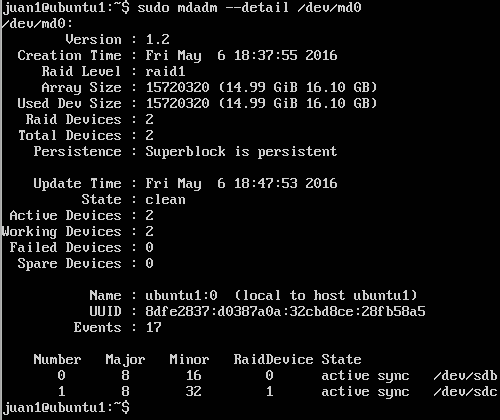 juan1@ubuntu1:~$ sudo mdadm --detail /dev/md0
/dev/md0:
Version : 1.2
Creation Time : Fri May  6 18:37:55 2016
Raid Level : raid1
Array Size : 15720320 (14.99 GiB 16.10 GB)
Used Dev Size : 15720320 (14.99 GiB 16.10 GB)
Raid Devices : 2
Total Devices : 2
Persistence : Superblock is persistent
Update Time : Fri May  6 18:47:53 2016
State : clean
Active Devices : 2
Working Devices : 2
Failed Devices : 0
Spare Devices : 0
Name : ubuntu1:0  (local to host ubuntu1)
UUID : 8dfe2837:d0387a0a:32cbd8ce:28fb58a5
Events : 17
Number   Major   Minor   RaidDevice State
0       8       16        0      active sync   /dev/sdb
1       8       32        1      active sync   /dev/sdc
juan1@ubuntu1:~$